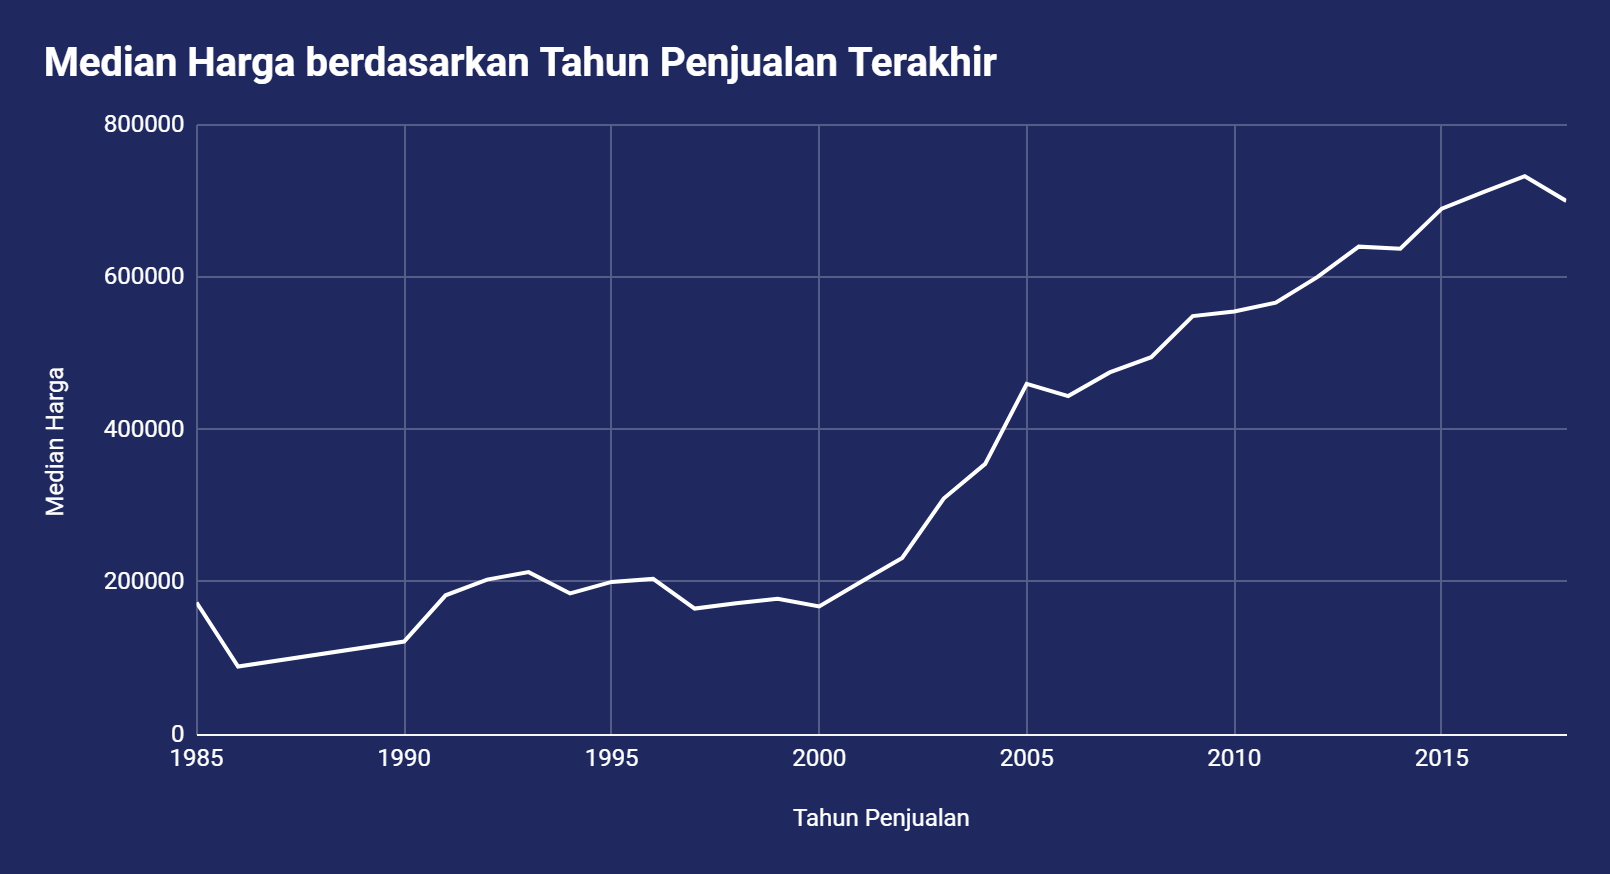 Median Harga berdasarkan Tahun Penjualan Terakhir
800000
600000
400000
200000
0
Median Harga
1985 1990 1995 2000 2005 2010 2015
Tahun Penjualan